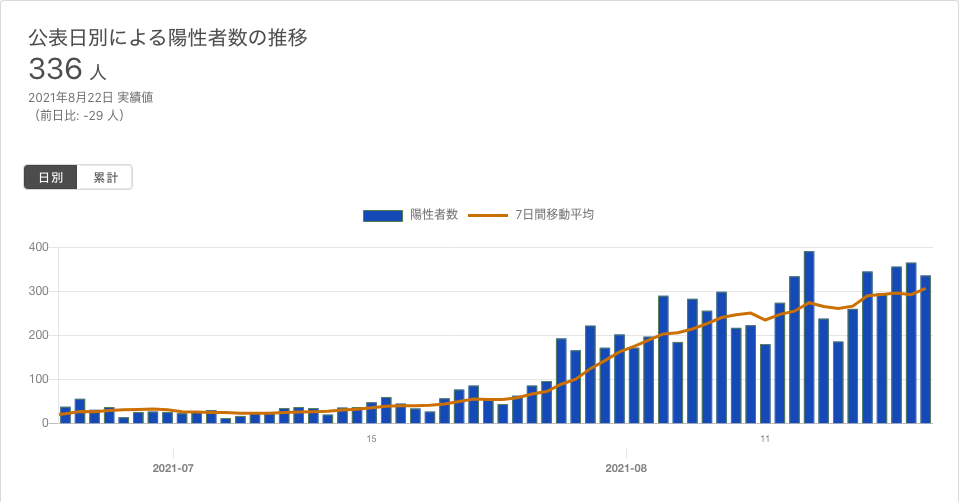 公表日別による陽性者数の推移
336 人
2021年8月22日 実績値
（前日比: -29 人）
日別 累計
陽性者数 7日間移動平均
400
300
200
100
0
15 11
2021-07 2021-08